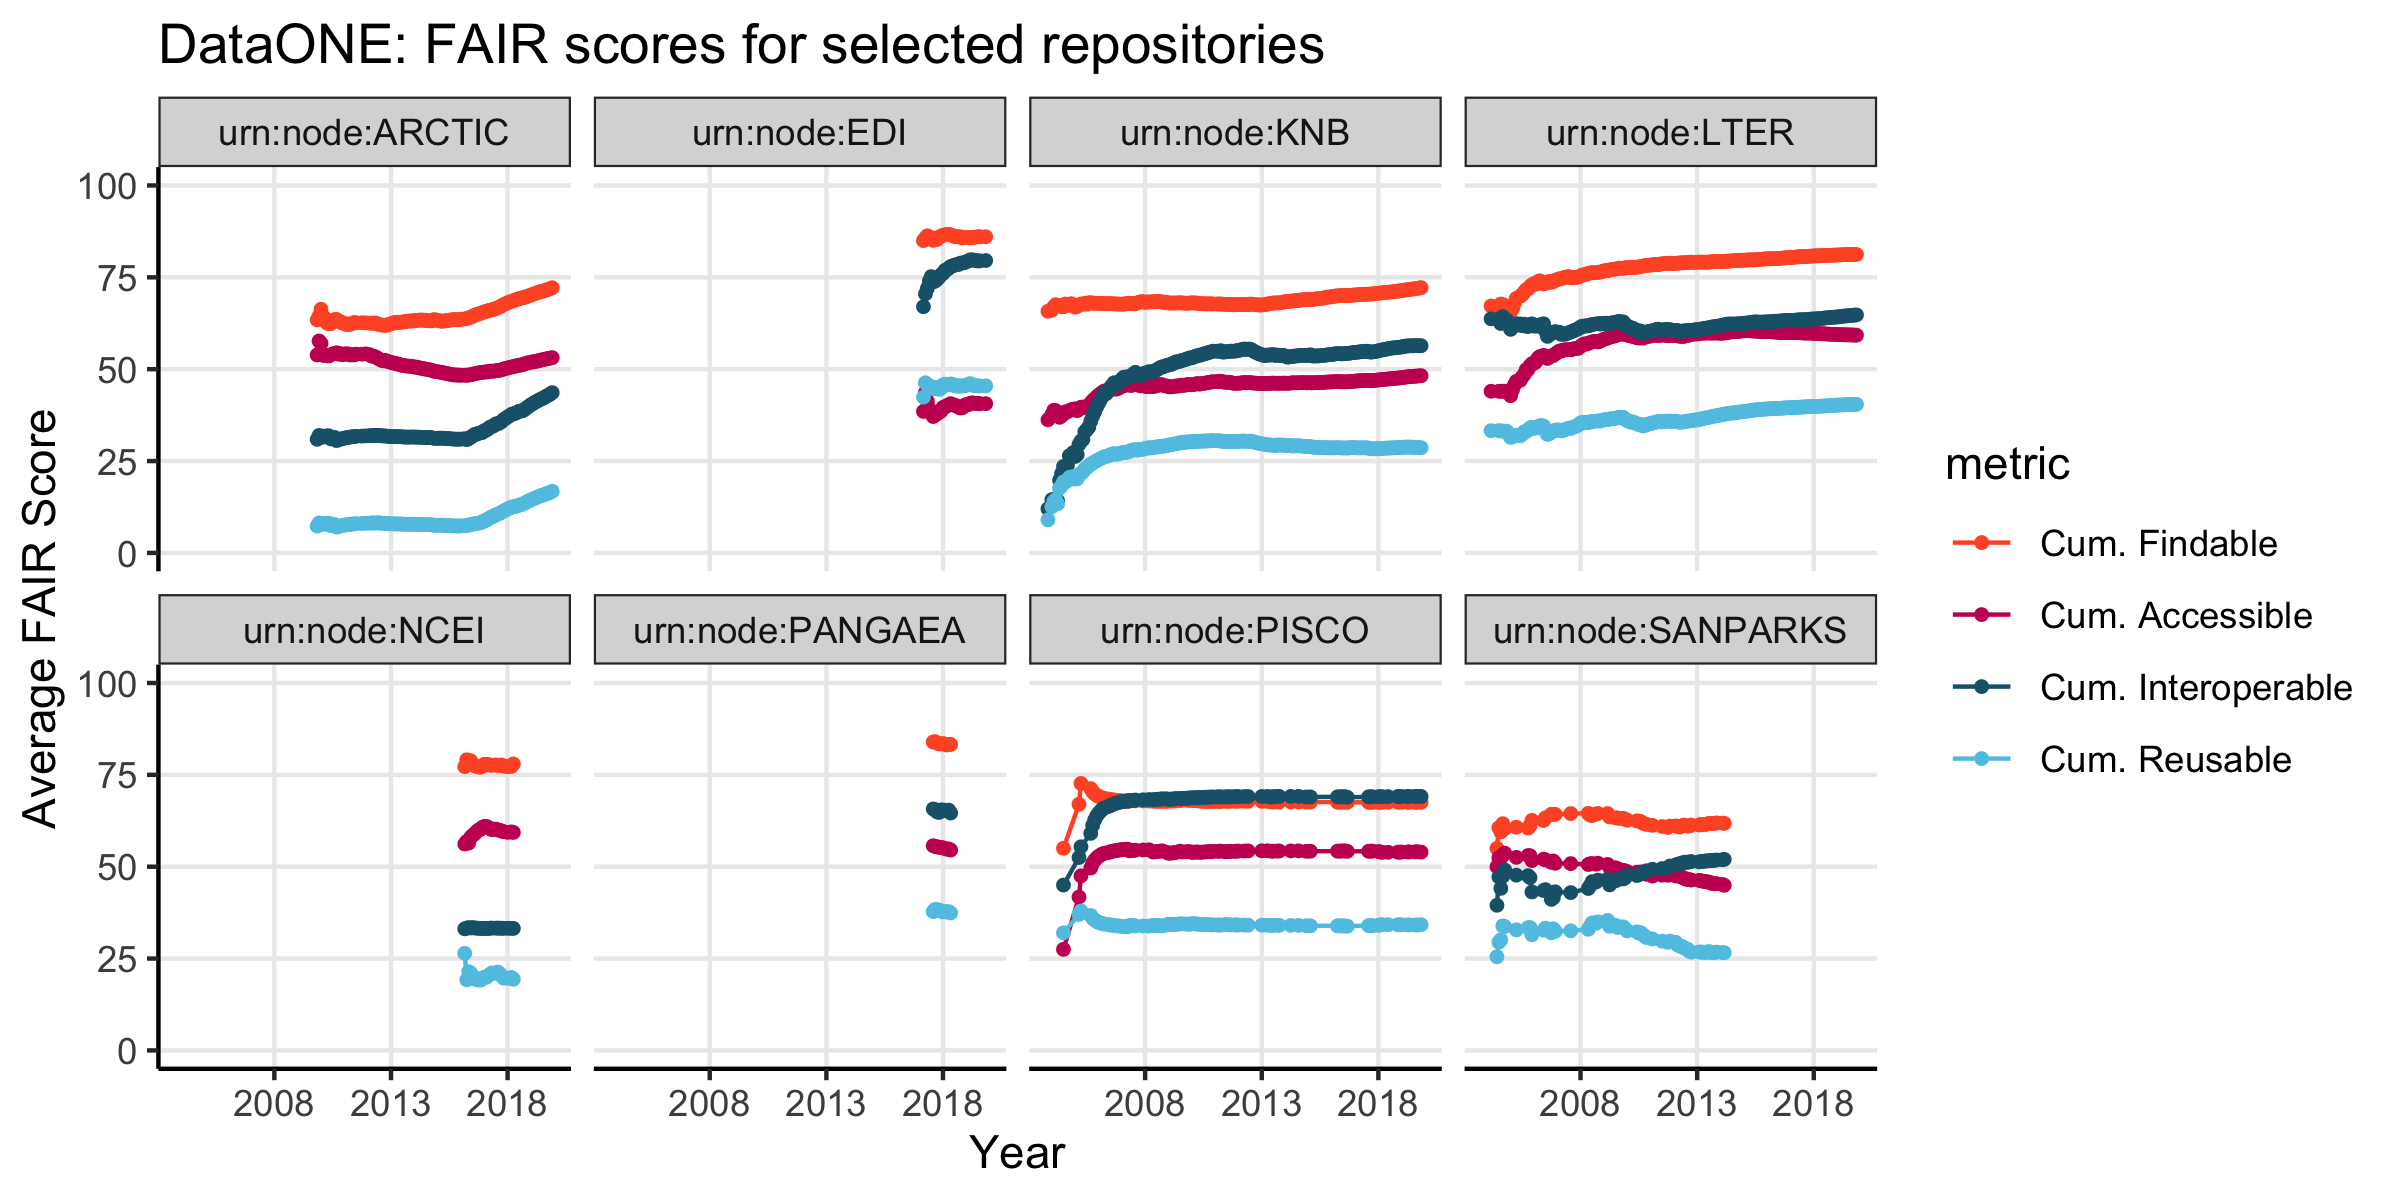 DataONE: FAIR scores for selected repositories
urn:node:ARCTIC
urn:node:EDI
urn:node:KNB
urn:node:LTER
100
75
50
25
0
urn:node:NCEI
urn:node:PANGAEA
urn:node:PISCO
urn:node:SANPARKS
100
75
50
25
0
2008 2013 2018
2008 2013 2018
2008 2013 2018
2008 2013 2018
Year
Average FAIR Score
metric
Cum. Findable
Cum. Accessible
Cum. Interoperable
Cum. Reusable